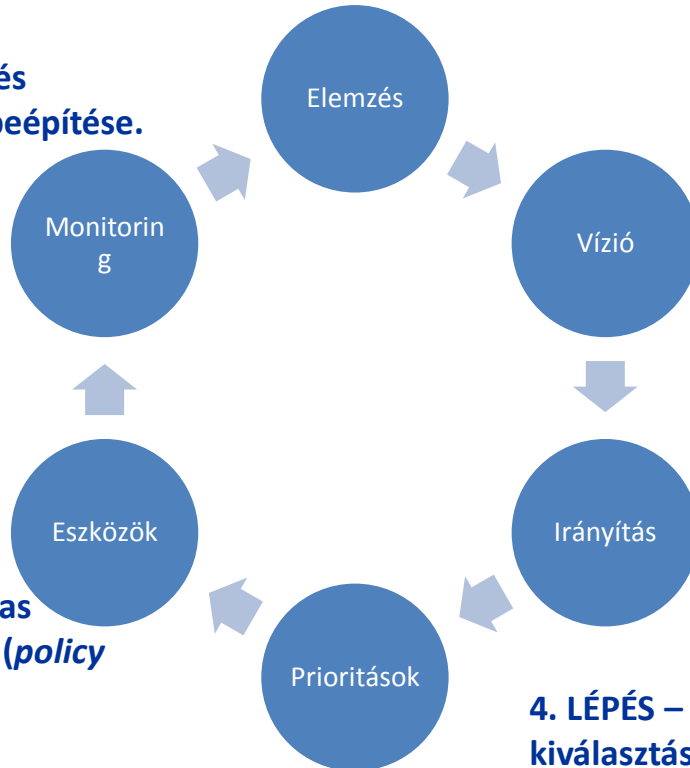 Elemzés
és
beépítése.
Monitorin
g
Vízió
Eszközök
Irányítás
as
(policy
Prioritások
4. LÉPÉS –
kiválasztás